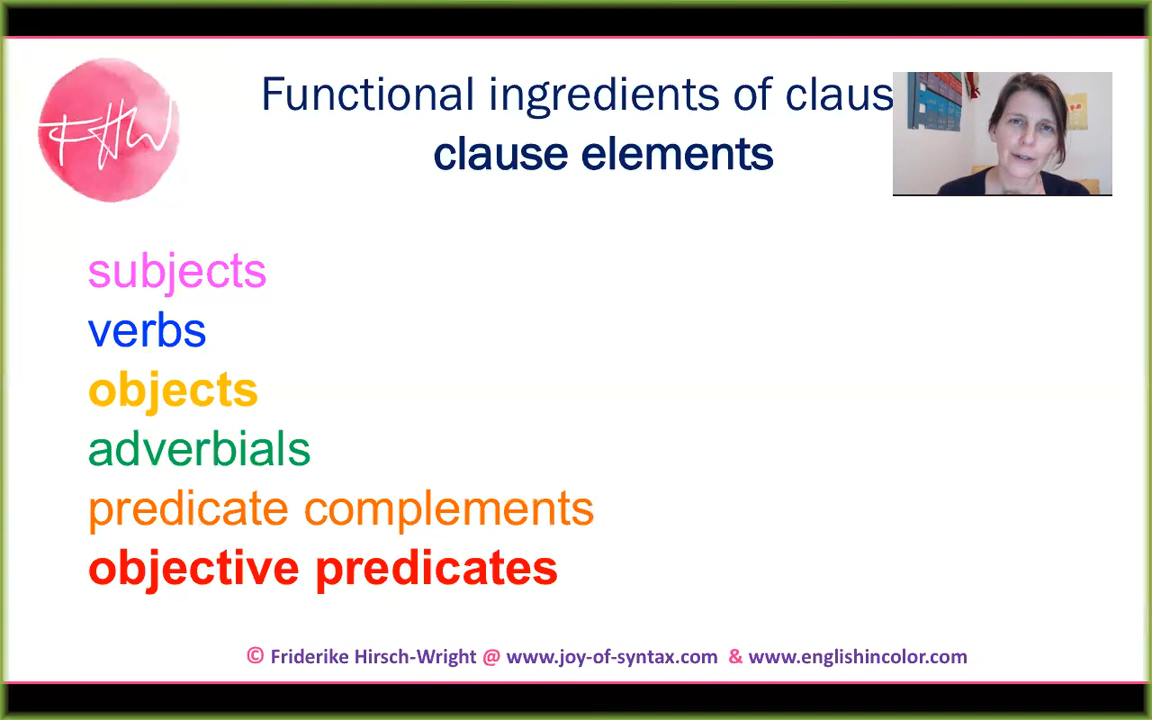 FHW
Functional ingredients of claus
clause elements
subjects
verbs
objects
adverbials
predicate complements
objective predicates
© Friderike Hirsch-Wright @ www.joy-of-syntax.com & www.englishincolor.com